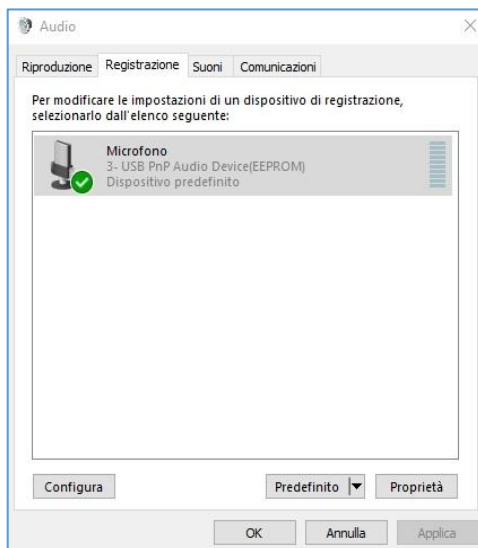 Audio
Riproduzione Registrazione Suoni Comunicazioni
Per modificare le impostazioni di un dispositivo di registrazione,
selezionarlo dall'elenco seguente:
Microfono
3- USB PnP Audio Device(EEPROM)
Dispositivo predefinito
Configura Predefinito Proprietà
OK Annulla Applica